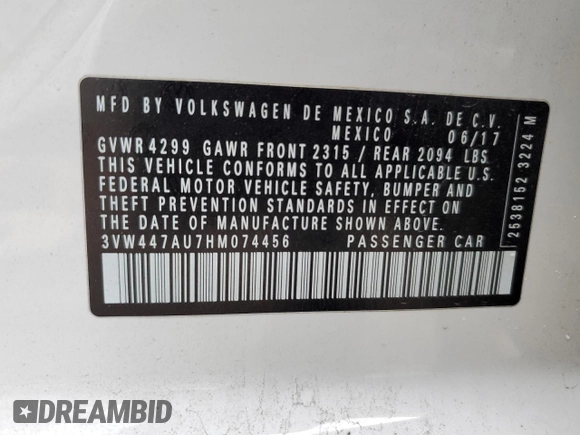 MFD BY VOLKSWAGEN DE MEXICO S.A. DE C.V.
MEXICO 06/17
GVWR 4299 GAWR FRONT 2315 / REAR 2094 LBS
THIS VEHICLE CONFORMS TO ALL APPLICABLE U.S.
FEDERAL MOTOR VEHICLE SAFETY, BUMPER AND
THEFT PREVENTION STANDARDS IN EFFECT ON
THE DATE OF MANUFACTURE SHOWN ABOVE.
3VW447AU7HM074456 PASSENGER CAR
2538152 3224 M
DREAMBID